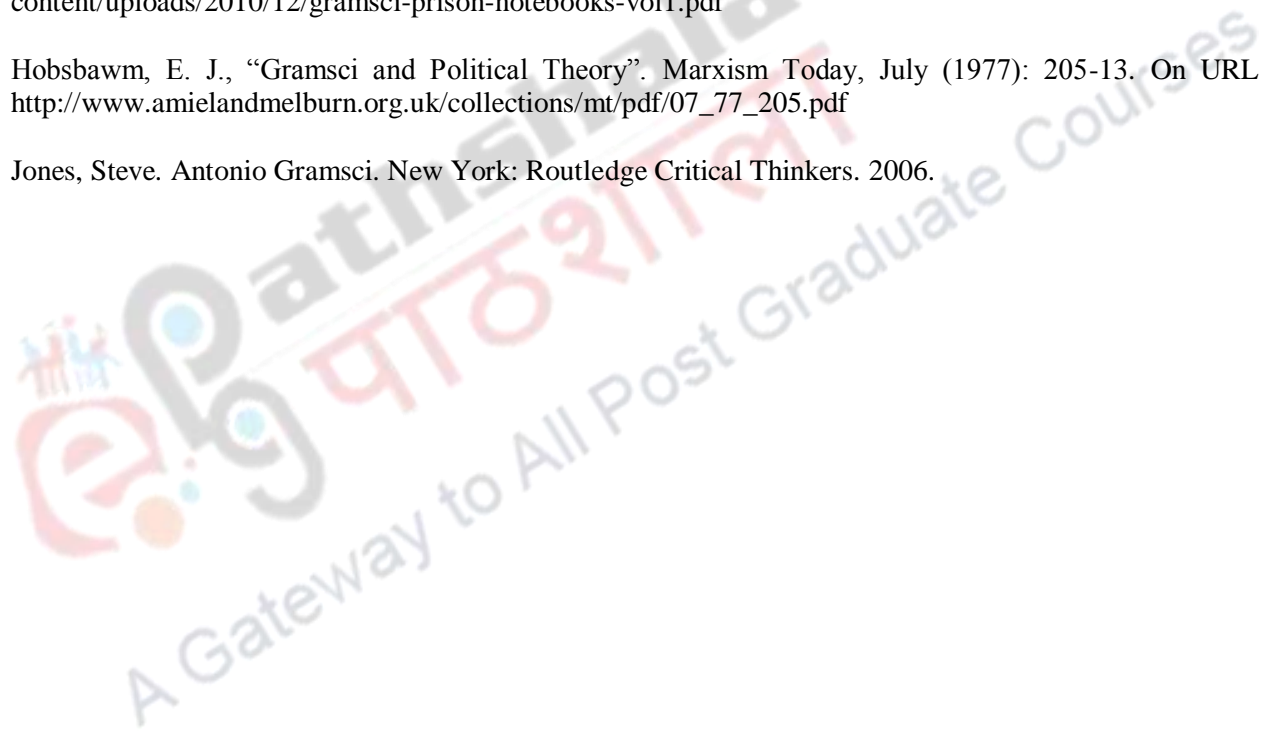 content/uploads/2010/12/gramsci-prison-notebooks-vol1.pdf
Hobsbawm, E. J., “Gramsci and Political Theory”. Marxism Today, July (1977): 205-13. On URL
http://www.amielandmelburn.org.uk/collections/mt/pdf/07_77_205.pdf
Jones, Steve. Antonio Gramsci. New York: Routledge Critical Thinkers. 2006.
Pathshala
पाठशाला
A Gateway to All Post Graduate Courses